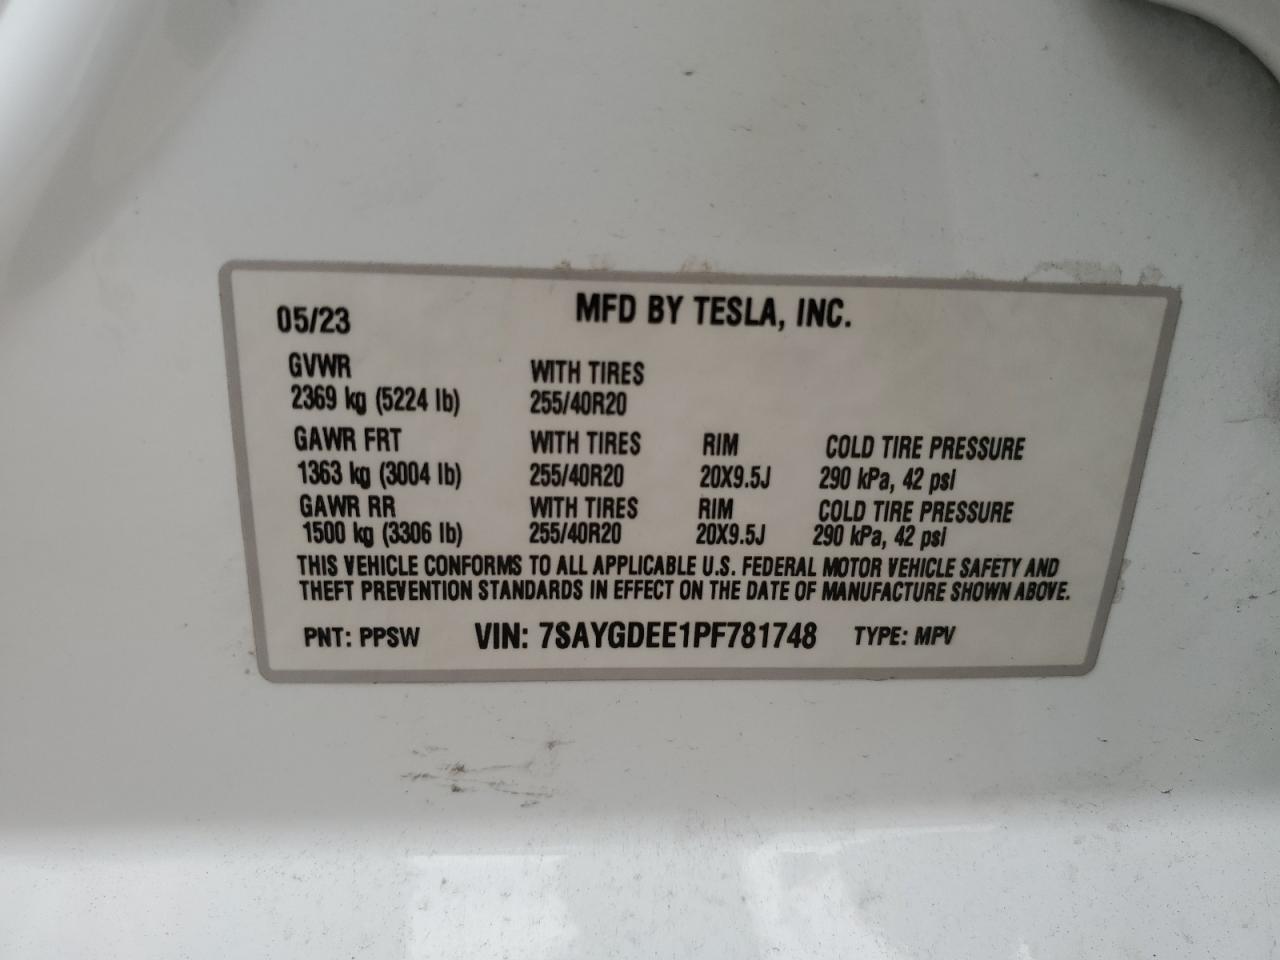 05/23 MFD BY TESLA, INC.
GVWR WITH TIRES
2369 kg (5224 lb) 255/40R20
GAWR FRT WITH TIRES RIM COLD TIRE PRESSURE
1363 kg (3004 lb) 255/40R20 20X9.5J 290 kPa, 42 psi
GAWR RR WITH TIRES RIM COLD TIRE PRESSURE
1500 kg (3306 lb) 255/40R20 20X9.5J 290 kPa, 42 psi
THIS VEHICLE CONFORMS TO ALL APPLICABLE U.S. FEDERAL MOTOR VEHICLE SAFETY AND
THEFT PREVENTION STANDARDS IN EFFECT ON THE DATE OF MANUFACTURE SHOWN ABOVE.
PNT: PPSW VIN: 7SAYGDEE1PF781748 TYPE: MPV